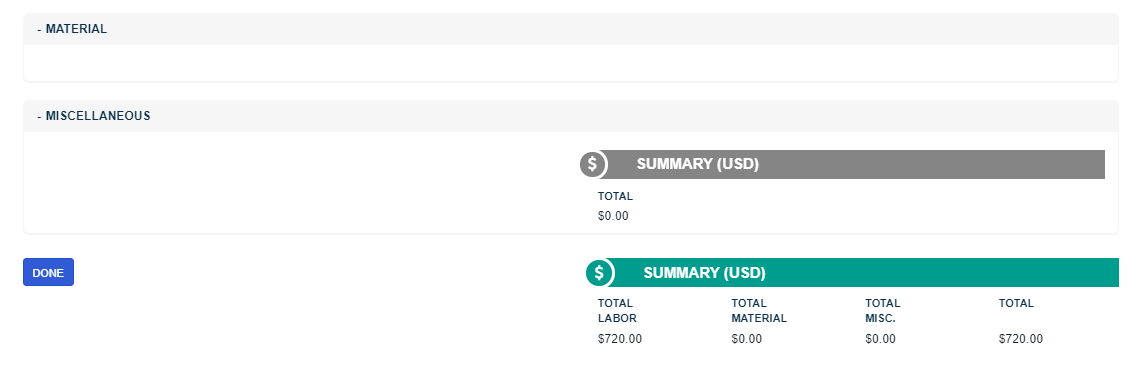 - MATERIAL
- MISCELLANEOUS
$ SUMMARY (USD)
TOTAL
$0.00
DONE
$ SUMMARY (USD)
TOTAL LABOR
TOTAL MATERIAL
TOTAL MISC.
TOTAL
$720.00
$0.00
$0.00
$720.00